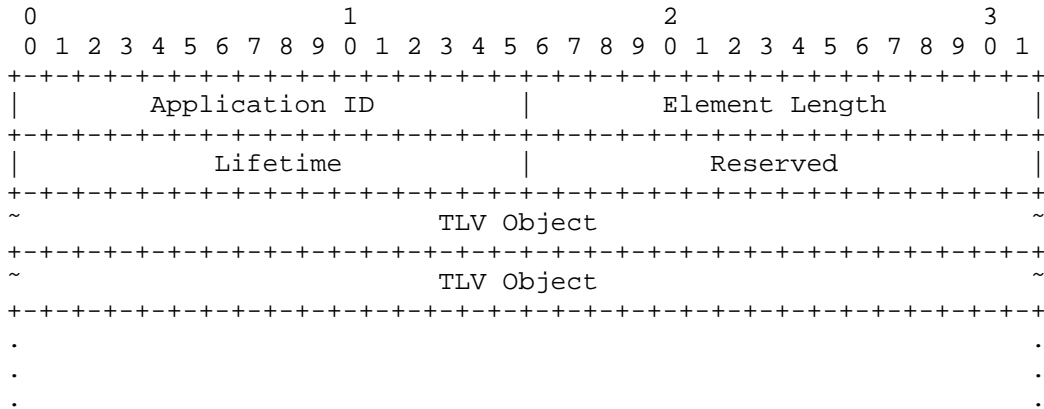 0                   1                   2                   3
 0 1 2 3 4 5 6 7 8 9 0 1 2 3 4 5 6 7 8 9 0 1 2 3 4 5 6 7 8 9 0 1
+-+-+-+-+-+-+-+-+-+-+-+-+-+-+-+-+-+-+-+-+-+-+-+-+-+-+-+-+-+-+-+-+
|        Application ID         |        Element Length         |
+-+-+-+-+-+-+-+-+-+-+-+-+-+-+-+-+-+-+-+-+-+-+-+-+-+-+-+-+-+-+-+-+
|            Lifetime           |           Reserved            |
+-+-+-+-+-+-+-+-+-+-+-+-+-+-+-+-+-+-+-+-+-+-+-+-+-+-+-+-+-+-+-+-+
~                          TLV Object                           ~
+-+-+-+-+-+-+-+-+-+-+-+-+-+-+-+-+-+-+-+-+-+-+-+-+-+-+-+-+-+-+-+-+
~                          TLV Object                           ~
+-+-+-+-+-+-+-+-+-+-+-+-+-+-+-+-+-+-+-+-+-+-+-+-+-+-+-+-+-+-+-+-+
.                                                               .
.                                                               .
.                                                               .